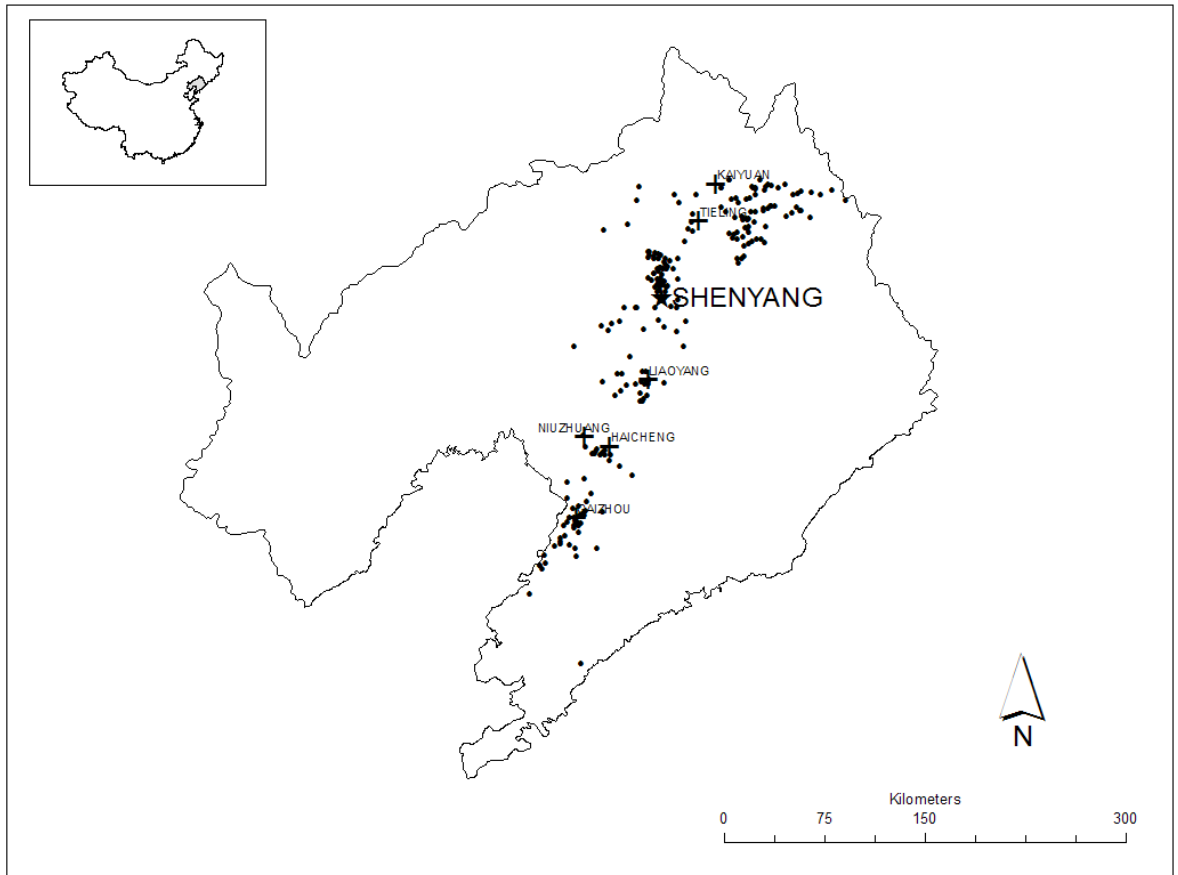 KAIYUAN
TIELING
SHENYANG
LIAOYANG
NIUZHUANG
HAICHENG
GAIZHOU
N
Kilometers
0 75 150 300